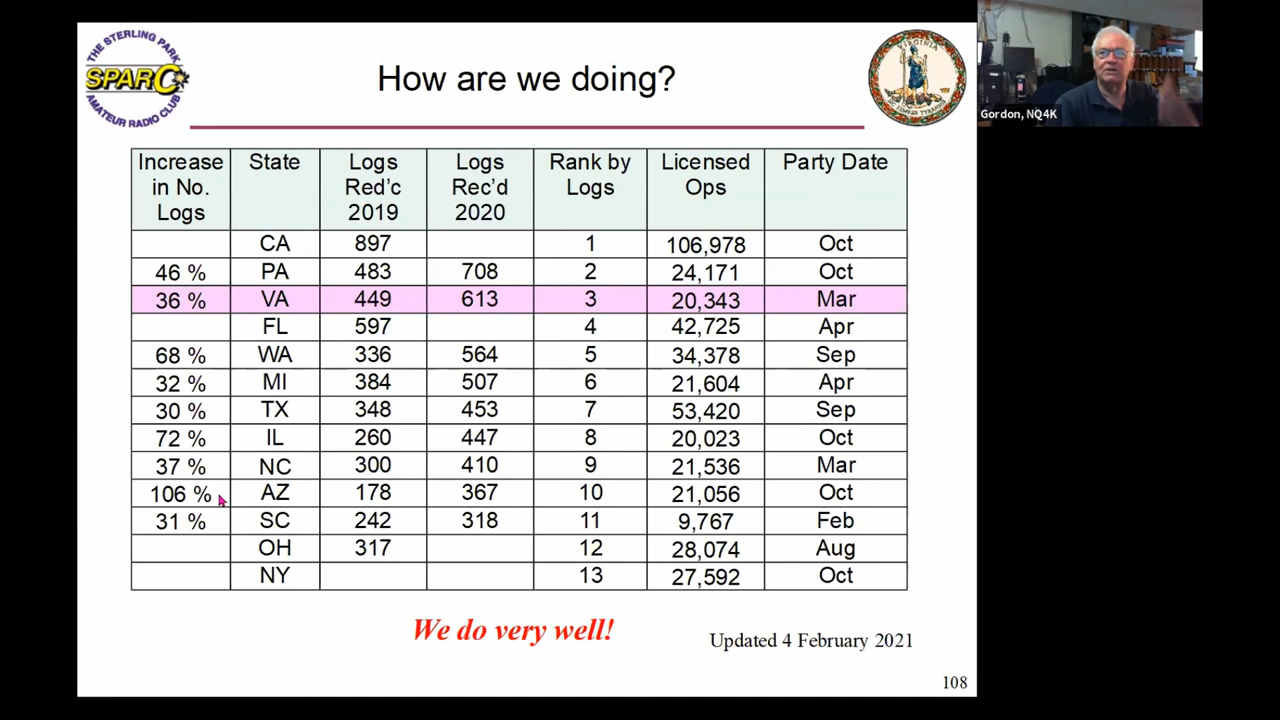 THE STERLING PARK
SPARC
AMATEUR RADIO CLUB
How are we doing?
VIRGINIA
Gordon, NQ4K
Increase in No. Logs State Logs Red'c 2019 Logs Rec'd 2020 Rank by Logs Licensed Ops Party Date
CA 897 1 106,978 Oct
46 % PA 483 708 2 24,171 Oct
36 % VA 449 613 3 20,343 Mar
FL 597 4 42,725 Apr
68 % WA 336 564 5 34,378 Sep
32 % MI 384 507 6 21,604 Apr
30 % TX 348 453 7 53,420 Sep
72 % IL 260 447 8 20,023 Oct
37 % NC 300 410 9 21,536 Mar
106 % AZ 178 367 10 21,056 Oct
31 % SC 242 318 11 9,767 Feb
OH 317 12 28,074 Aug
NY 13 27,592 Oct
We do very well!
Updated 4 February 2021
108